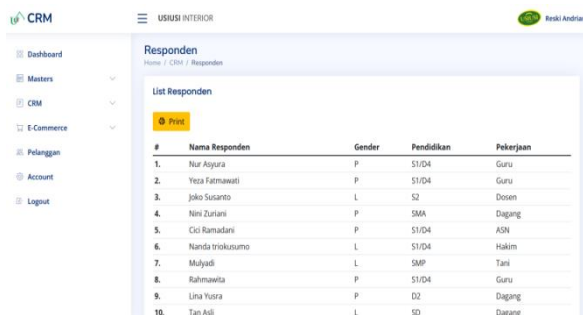 CRM
USIUSI INTERIOR
Reski Andrian
Dashboard
Masters
CRM
E-Commerce
Pelanggan
Account
Logout
Responden
Home / CRM / Responden
List Responden
Print
# Nama Responden Gender Pendidikan Pekerjaan
1. Nur Asyura P S1/D4 Guru
2. Yeza Fatmawati P S1/D4 Guru
3. Joko Susanto L S2 Dosen
4. Nini Zuriani P SMA Dagang
5. Cici Ramadani P S1/D4 ASN
6. Nanda triokusumo L S1/D4 Hakim
7. Mulyadi L SMP Tani
8. Rahmawita P S1/D4 Guru
9. Lina Yusra P D2 Dagang
10. Tan Asli L SD Dagang